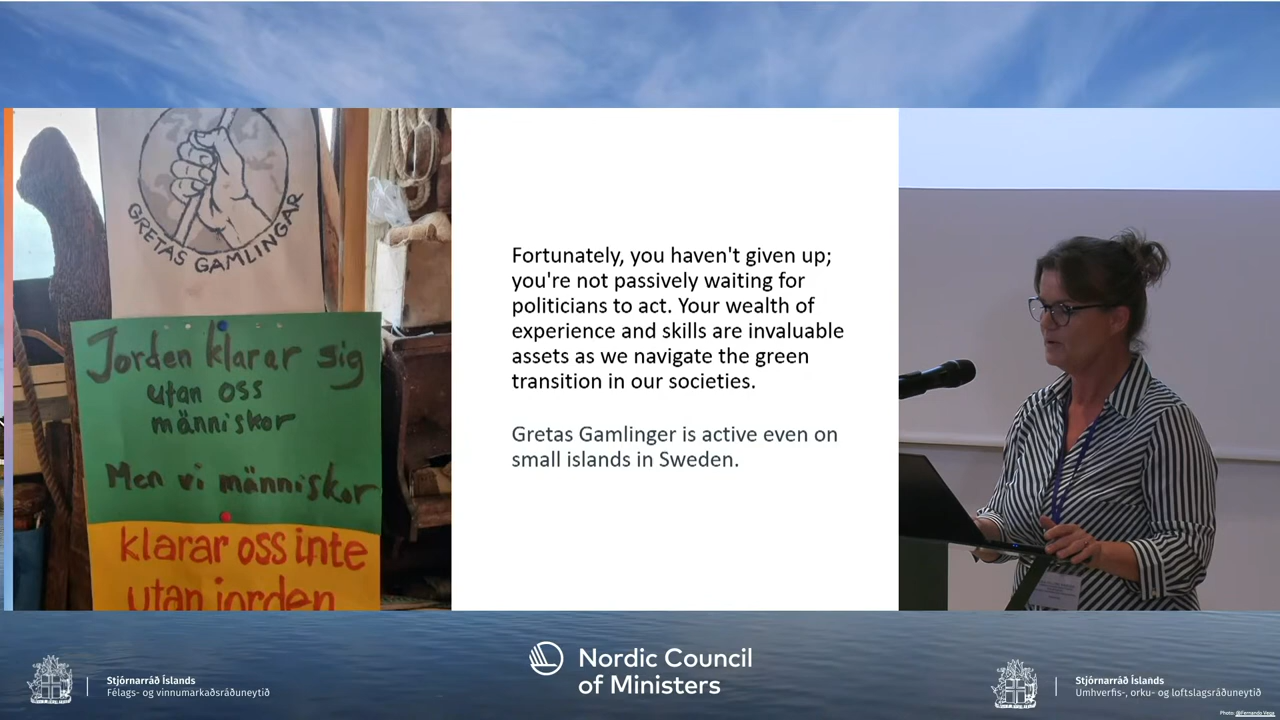 GRETAS GAMLINGAR
Jorden klarar sig
utan oss
människor
Men vi människor
klarar oss inte
utan jorden
Fortunately, you haven't given up;
you're not passively waiting for
politicians to act. Your wealth of
experience and skills are invaluable
assets as we navigate the green
transition in our societies.
Gretas Gamlinger is active even on
small islands in Sweden.
Stjórnarráð Íslands
Félags- og vinnumarkaðsráðuneytið
Nordic Council
of Ministers
Stjórnarráð Íslands
Umhverfis-, orku- og loftslagsráðuneytið
Photo: @Fernando Vega